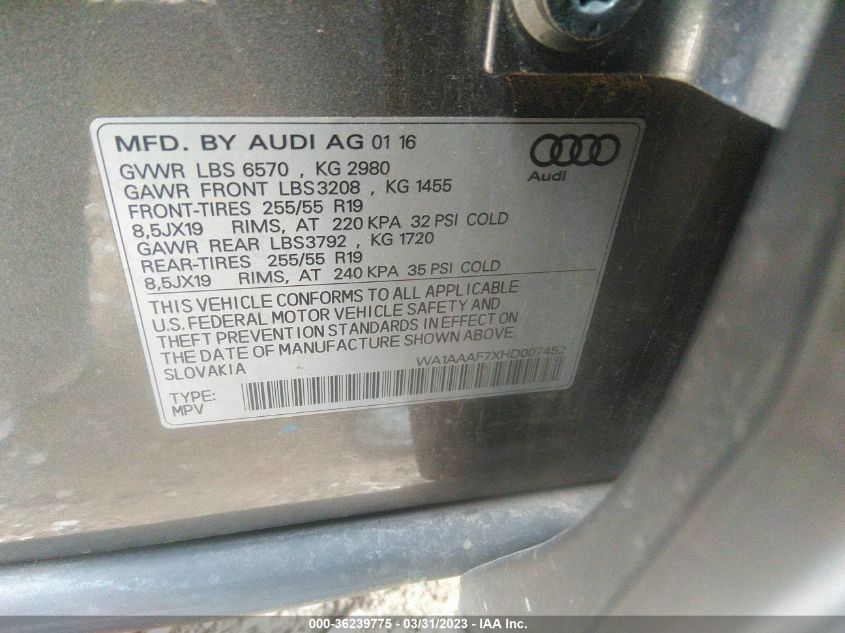 MFD. BY AUDI AG 01 16
GVWR LBS 6570 , KG 2980
GAWR FRONT LBS3208 , KG 1455
FRONT-TIRES 255/55 R19
8,5JX19 RIMS, AT 220 KPA 32 PSI COLD
GAWR REAR LBS3792 , KG 1720
REAR-TIRES 255/55 R19
8,5JX19 RIMS, AT 240 KPA 35 PSI COLD
Audi
THIS VEHICLE CONFORMS TO ALL APPLICABLE
U.S. FEDERAL MOTOR VEHICLE SAFETY AND
THEFT PREVENTION STANDARDS IN EFFECT ON
THE DATE OF MANUFACTURE SHOWN ABOVE.
SLOVAKIA
WA1AAAF7XHD007452
TYPE:
MPV
000-36239775 - 03/31/2023 - IAA Inc.